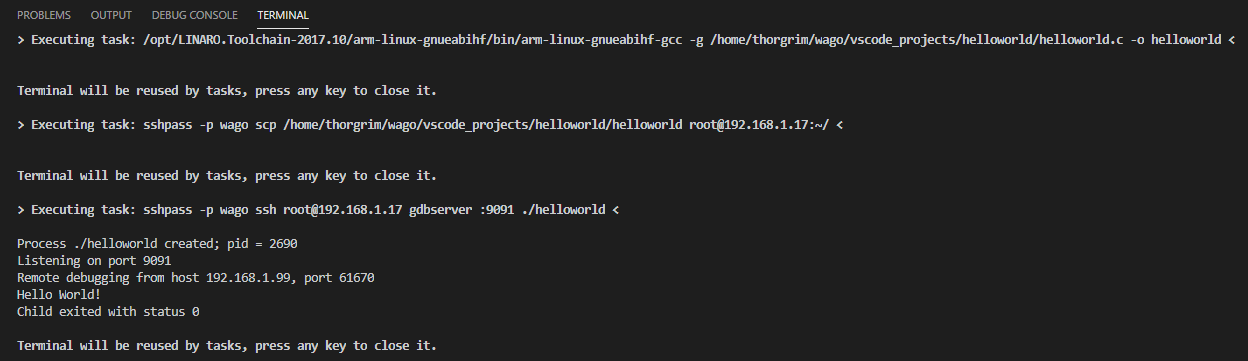 PROBLEMS OUTPUT DEBUG CONSOLE TERMINAL
> Executing task: /opt/LINARO.Toolchain-2017.10/arm-linux-gnueabihf/bin/arm-linux-gnueabihf-gcc -g /home/thorgrim/wago/vscode_projects/helloworld/helloworld.c -o helloworld <
Terminal will be reused by tasks, press any key to close it.
> Executing task: sshpass -p wago scp /home/thorgrim/wago/vscode_projects/helloworld/helloworld root@192.168.1.17:~/ <
Terminal will be reused by tasks, press any key to close it.
> Executing task: sshpass -p wago ssh root@192.168.1.17 gdbserver :9091 ./helloworld <
Process ./helloworld created; pid = 2690
Listening on port 9091
Remote debugging from host 192.168.1.99, port 61670
Hello World!
Child exited with status 0
Terminal will be reused by tasks, press any key to close it.